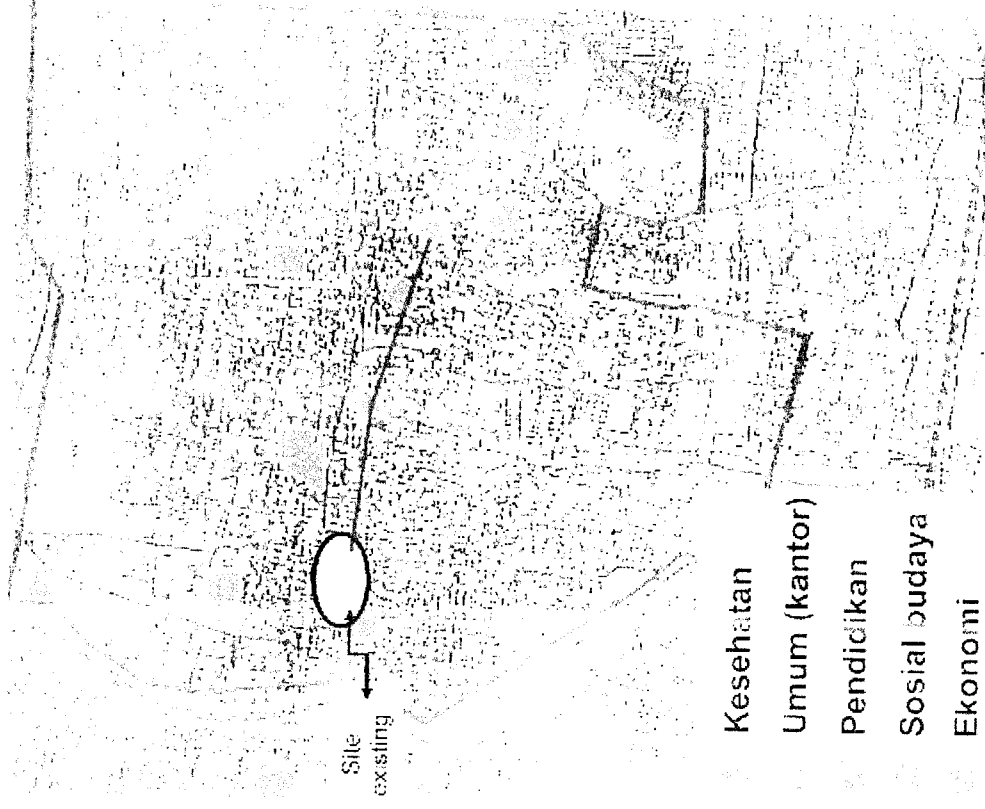 Site
existing
Kesehatan
Umum (kantor)
Pendidikan
Sosial budaya
Ekonomi